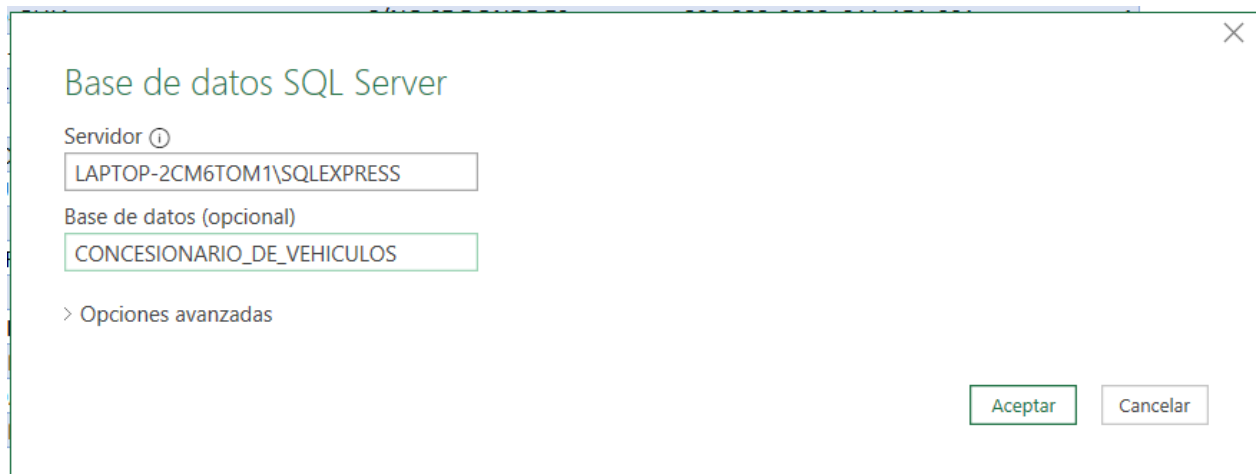 Base de datos SQL Server
Servidor
LAPTOP-2CM6TOM1\SQLEXPRESS
Base de datos (opcional)
CONCESIONARIO_DE_VEHICULOS
> Opciones avanzadas
Aceptar Cancelar